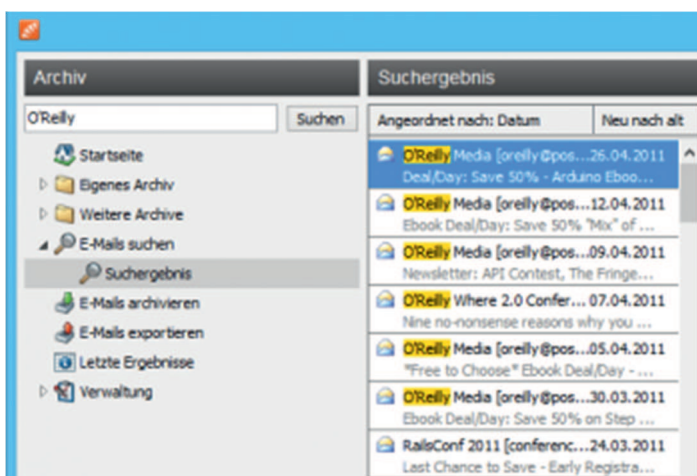 Archiv
O'Reilly
Suchen
Startseite
Eigenes Archiv
Weitere Archive
E-Mails suchen
Suchergebnis
E-Mails archivieren
E-Mails exportieren
Letzte Ergebnisse
Verwaltung
Suchergebnis
Angeordnet nach: Datum Neu nach alt
O'Reilly Media [oreilly@pos...26.04.2011
Deal/Day: Save 50% - Arduino Eboo...
O'Reilly Media [oreilly@pos...12.04.2011
Ebook Deal/Day: Save 50% "Mix" of ...
O'Reilly Media [oreilly@pos...09.04.2011
Newsletter: API Contest, The Fringe...
O'Reilly Where 2.0 Confer... 07.04.2011
Nine no-nonsense reasons why you ...
O'Reilly Media [oreilly@pos...05.04.2011
"Free to Choose" Ebook Deal/Day - ...
O'Reilly Media [oreilly@pos...30.03.2011
Ebook Deal/Day: Save 50% on Step ...
RailsConf 2011 [conferenc...24.03.2011
Last Chance to Save - Early Registra...